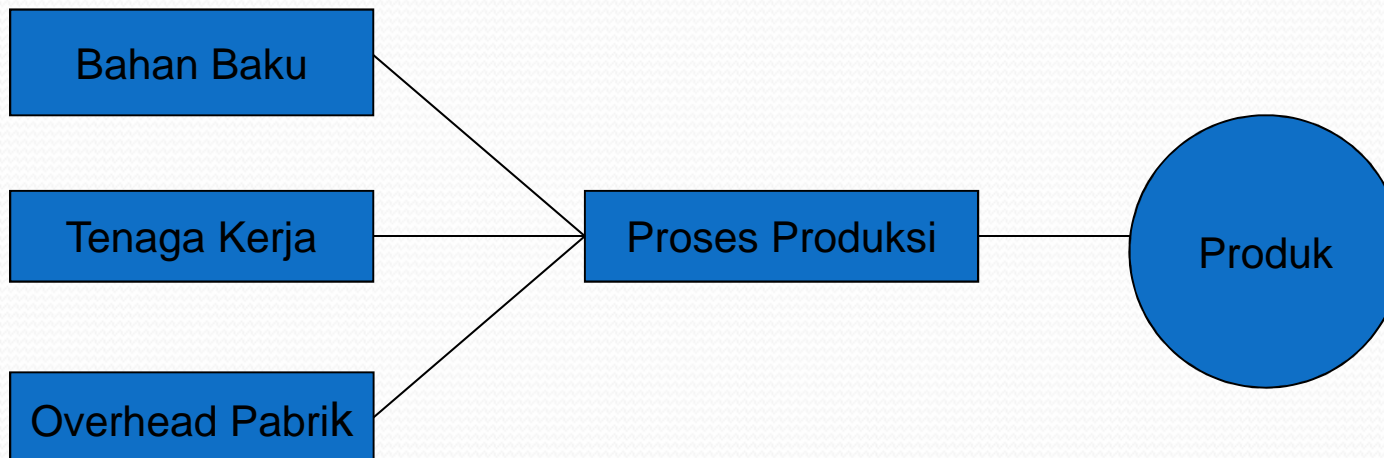 Bahan Baku
Tenaga Kerja
Proses Produksi
Produk
Overhead Pabrik